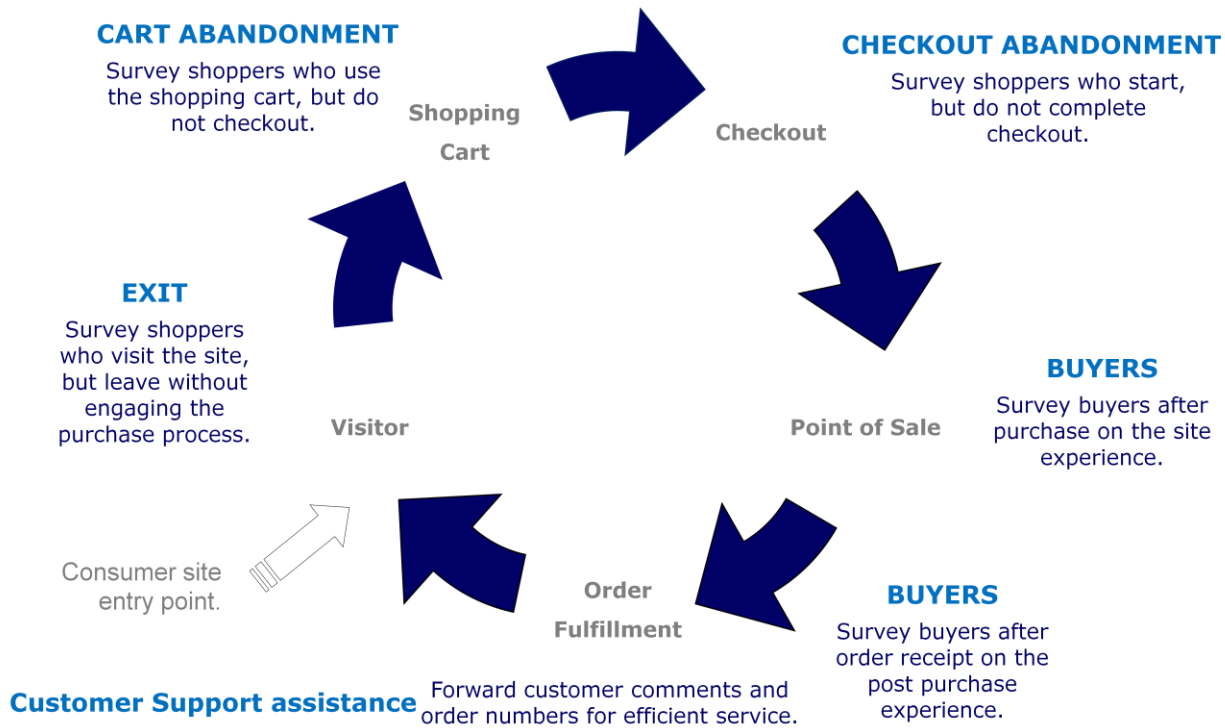 CART ABANDONMENT
Survey shoppers who use
the shopping cart, but do
not checkout.
Shopping
Cart
Checkout
CHECKOUT ABANDONMENT
Survey shoppers who start,
but do not complete
checkout.
EXIT
Survey shoppers
who visit the site,
but leave without
engaging the
purchase process.
Visitor
Point of Sale
BUYERS
Survey buyers after
purchase on the site
experience.
Consumer site
entry point.
Order
Fulfillment
BUYERS
Survey buyers after
order receipt on the
post purchase
experience.
Customer Support assistance
Forward customer comments and
order numbers for efficient service.